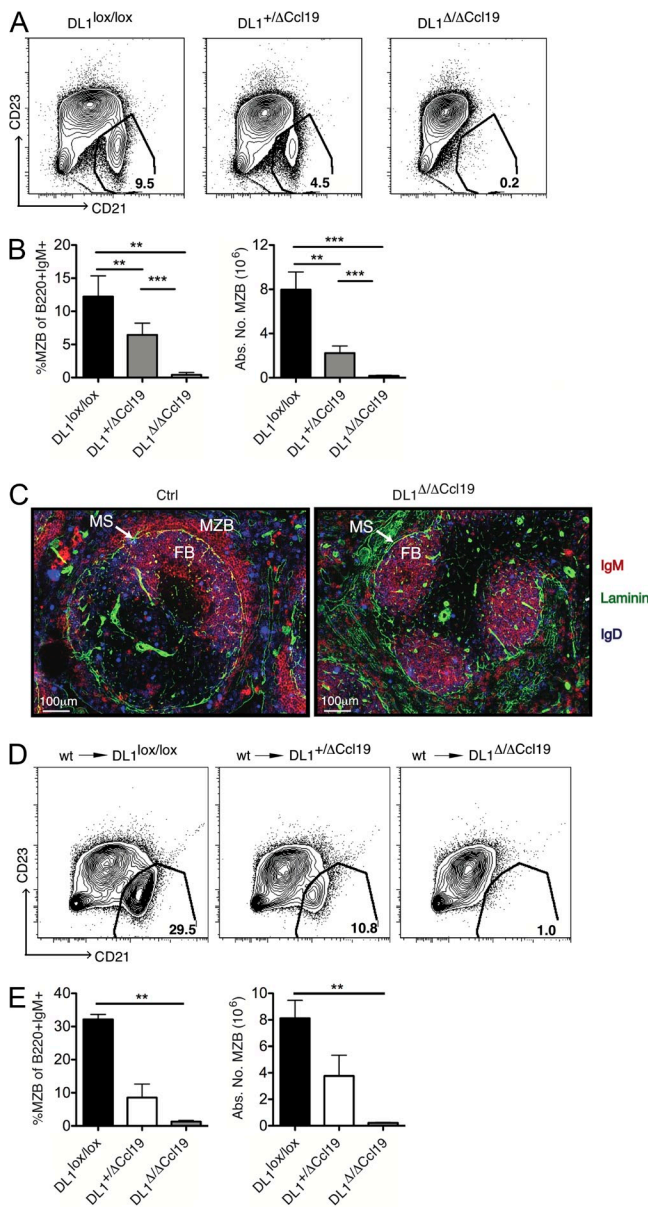 A
DL1lox/lox
DL1+/ΔCcl19
DL1Δ/ΔCcl19
CD23
CD21
9.5
4.5
0.2
B
%MZB of B220+IgM+
20
15
10
5
0
**
**
***
DL1lox/lox
DL1+/ΔCcl19
DL1Δ/ΔCcl19
Abs. No. MZB (10^6)
12
8
4
0
***
**
***
DL1lox/lox
DL1+/ΔCcl19
DL1Δ/ΔCcl19
C
Ctrl
DL1Δ/ΔCcl19
MS
MZB
FB
100μm
MS
FB
100μm
IgM
Laminin
IgD
D
wt → DL1lox/lox
wt → DL1+/ΔCcl19
wt → DL1Δ/ΔCcl19
CD23
CD21
29.5
10.8
1.0
E
%MZB of B220+IgM+
40
30
20
10
0
**
DL1lox/lox
DL1+/ΔCcl19
DL1Δ/ΔCcl19
Abs. No. MZB (10^6)
10
8
6
4
2
0
**
DL1lox/lox
DL1+/ΔCcl19
DL1Δ/ΔCcl19